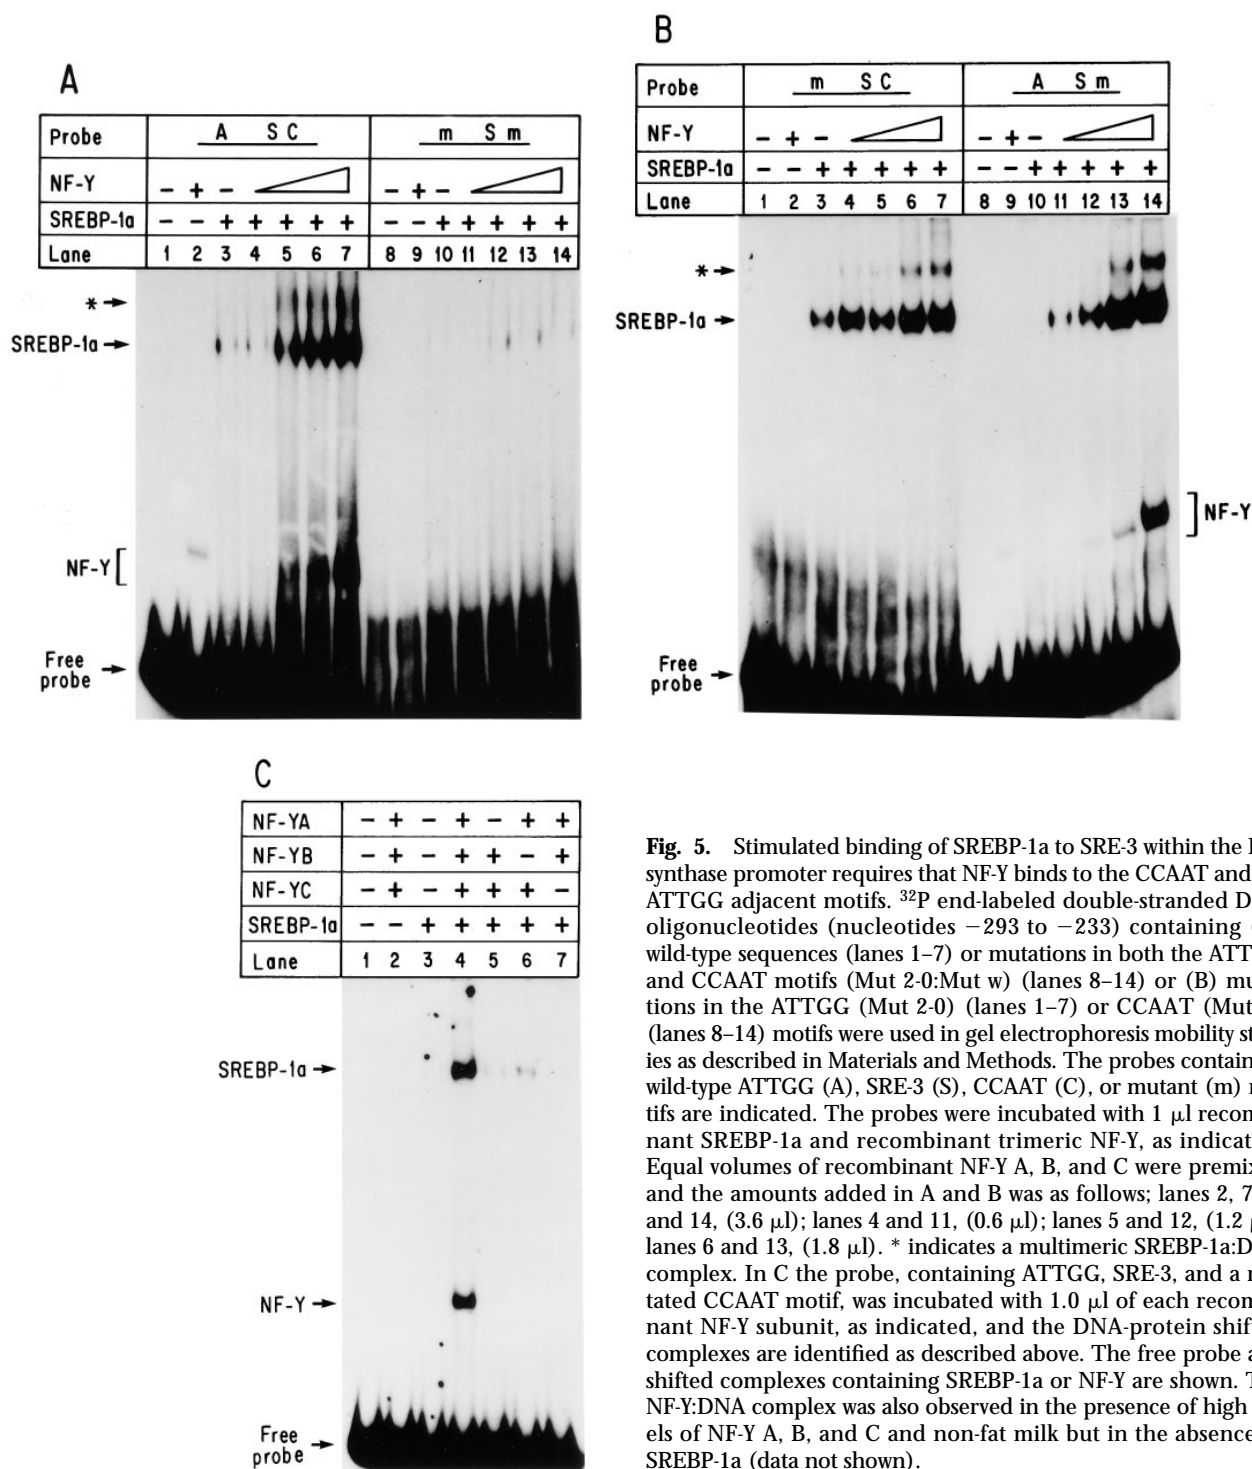 A
Probe A S C m S m
NF-Y - + - - + -
SREBP-1a - - + + + + + - - + + + + +
Lane 1 2 3 4 5 6 7 8 9 10 11 12 13 14
* →
SREBP-1a →
NF-Y [
Free probe →
B
Probe m S C A S m
NF-Y - + - - + -
SREBP-1a - - + + + + + - - + + + + +
Lane 1 2 3 4 5 6 7 8 9 10 11 12 13 14
* →
SREBP-1a →
] NF-Y
Free probe →
C
NF-YA - + - + - + +
NF-YB - + - + + - +
NF-YC - + - + + + -
SREBP-1a - - + + + + +
Lane 1 2 3 4 5 6 7
SREBP-1a →
NF-Y →
Free probe →
Fig. 5. Stimulated binding of SREBP-1a to SRE-3 within the
synthase promoter requires that NF-Y binds to the CCAAT and
ATTGG adjacent motifs. ³²P end-labeled double-stranded D
oligonucleotides (nucleotides −293 to −233) containing (
wild-type sequences (lanes 1–7) or mutations in both the ATT
and CCAAT motifs (Mut 2-0:Mut w) (lanes 8–14) or (B) mu
tions in the ATTGG (Mut 2-0) (lanes 1–7) or CCAAT (Mut
(lanes 8–14) motifs were used in gel electrophoresis mobility st
ies as described in Materials and Methods. The probes contain
wild-type ATTGG (A), SRE-3 (S), CCAAT (C), or mutant (m)
tifs are indicated. The probes were incubated with 1 μl recom
nant SREBP-1a and recombinant trimeric NF-Y, as indicat
Equal volumes of recombinant NF-Y A, B, and C were premix
and the amounts added in A and B was as follows; lanes 2, 7
and 14, (3.6 μl); lanes 4 and 11, (0.6 μl); lanes 5 and 12, (1.2
lanes 6 and 13, (1.8 μl). * indicates a multimeric SREBP-1a:D
complex. In C the probe, containing ATTGG, SRE-3, and a
tated CCAAT motif, was incubated with 1.0 μl of each recom
nant NF-Y subunit, as indicated, and the DNA-protein shif
complexes are identified as described above. The free probe a
shifted complexes containing SREBP-1a or NF-Y are shown. T
NF-Y:DNA complex was also observed in the presence of high
els of NF-Y A, B, and C and non-fat milk but in the absence
SREBP-1a (data not shown).